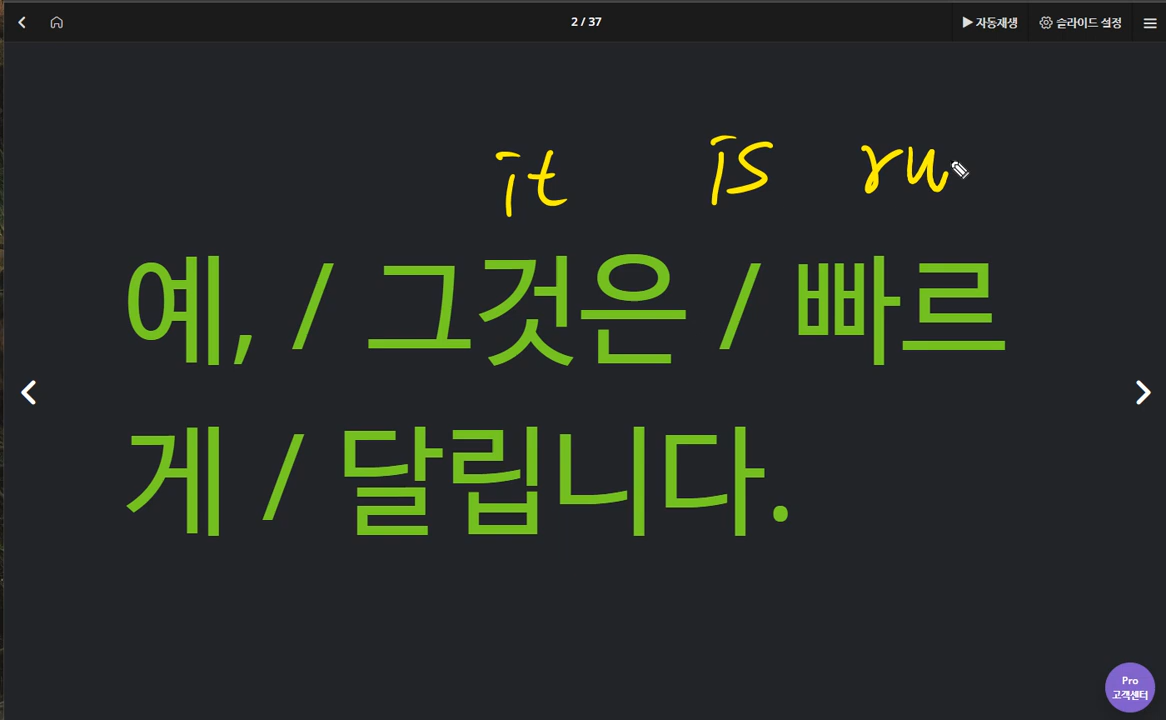 2 / 37 ▶ 자동재생 슬라이드 설정
it is ru
예, / 그것은 / 빠르
게 / 달립니다.
Pro
고객센터